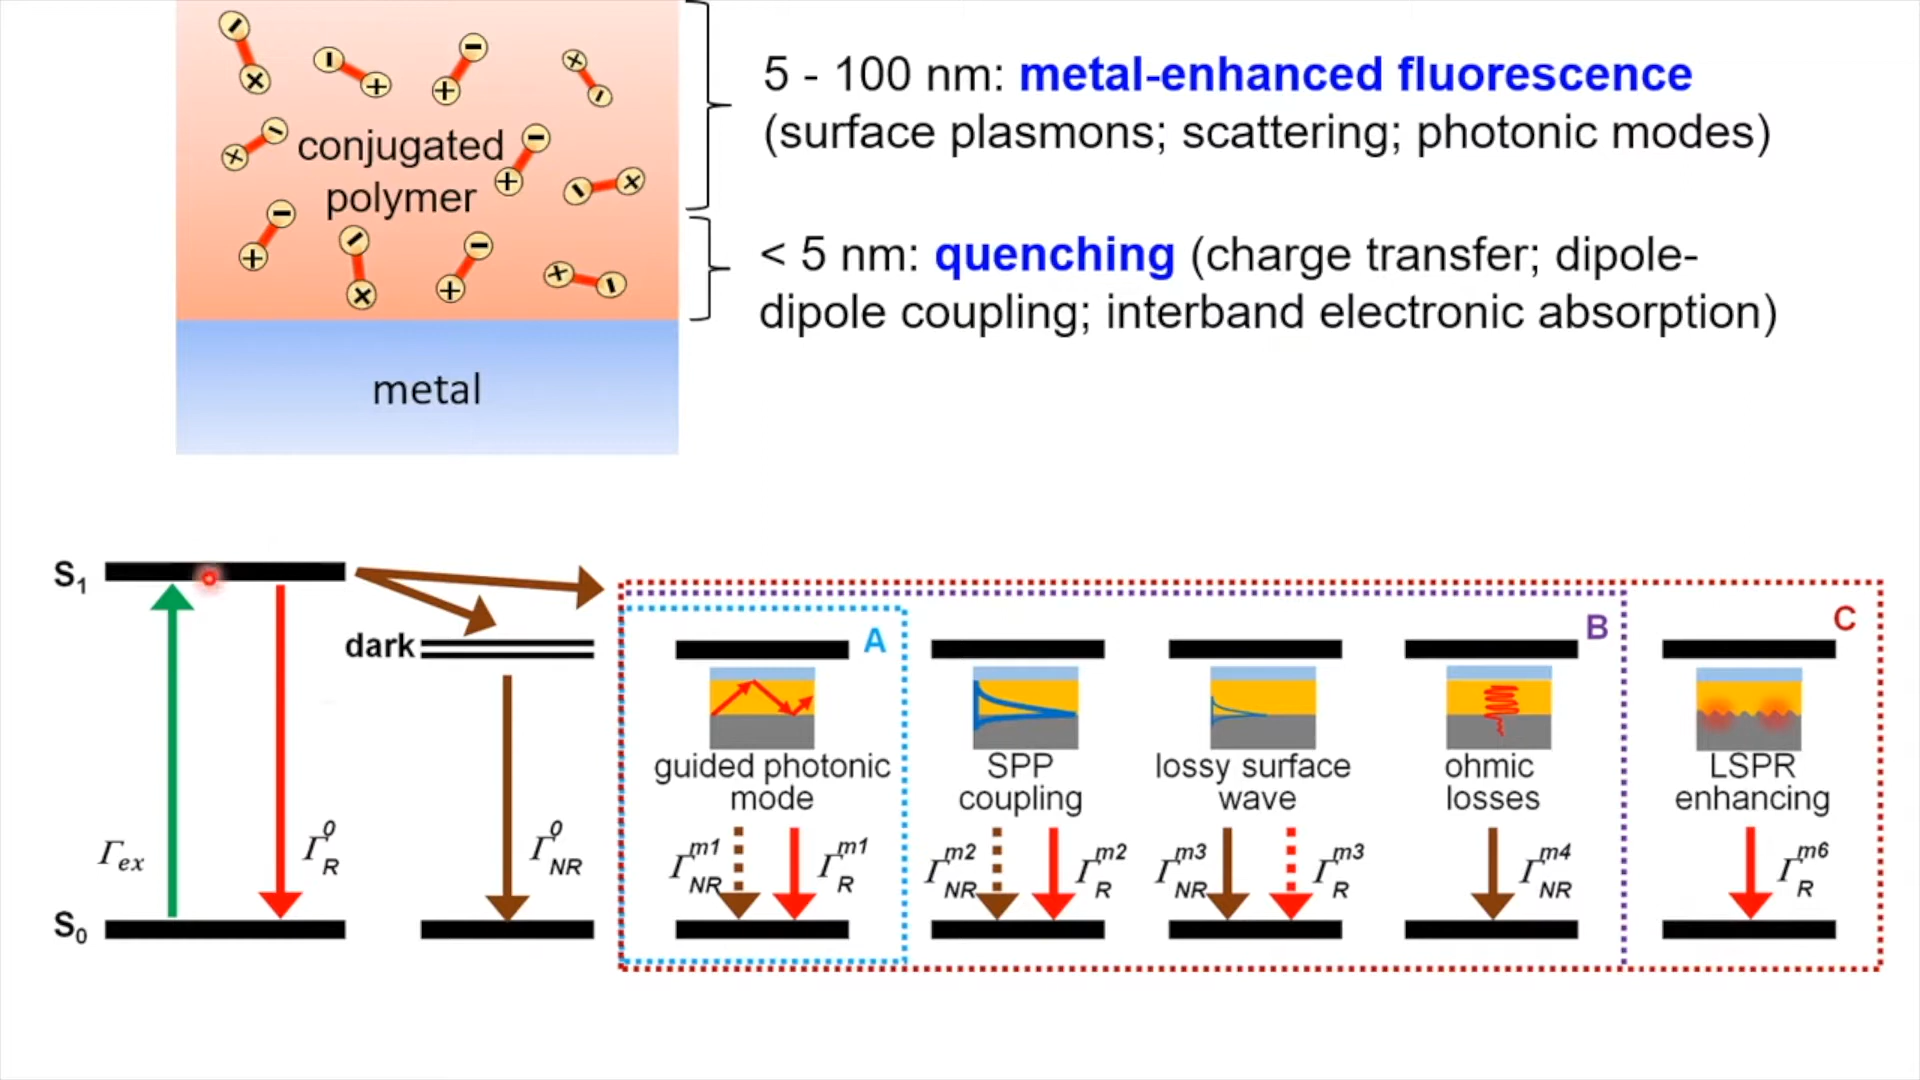 conjugated
polymer
metal
5 - 100 nm: metal-enhanced fluorescence
(surface plasmons; scattering; photonic modes)
< 5 nm: quenching (charge transfer; dipole-
dipole coupling; interband electronic absorption)
S1
dark
A
B
C
guided photonic
mode
SPP
coupling
lossy surface
wave
ohmic
losses
LSPR
enhancing
Γex
Γ0R
Γ0NR
Γm1NR
Γm1R
Γm2NR
Γm2R
Γm3NR
Γm3R
Γm4NR
Γm6R
S0